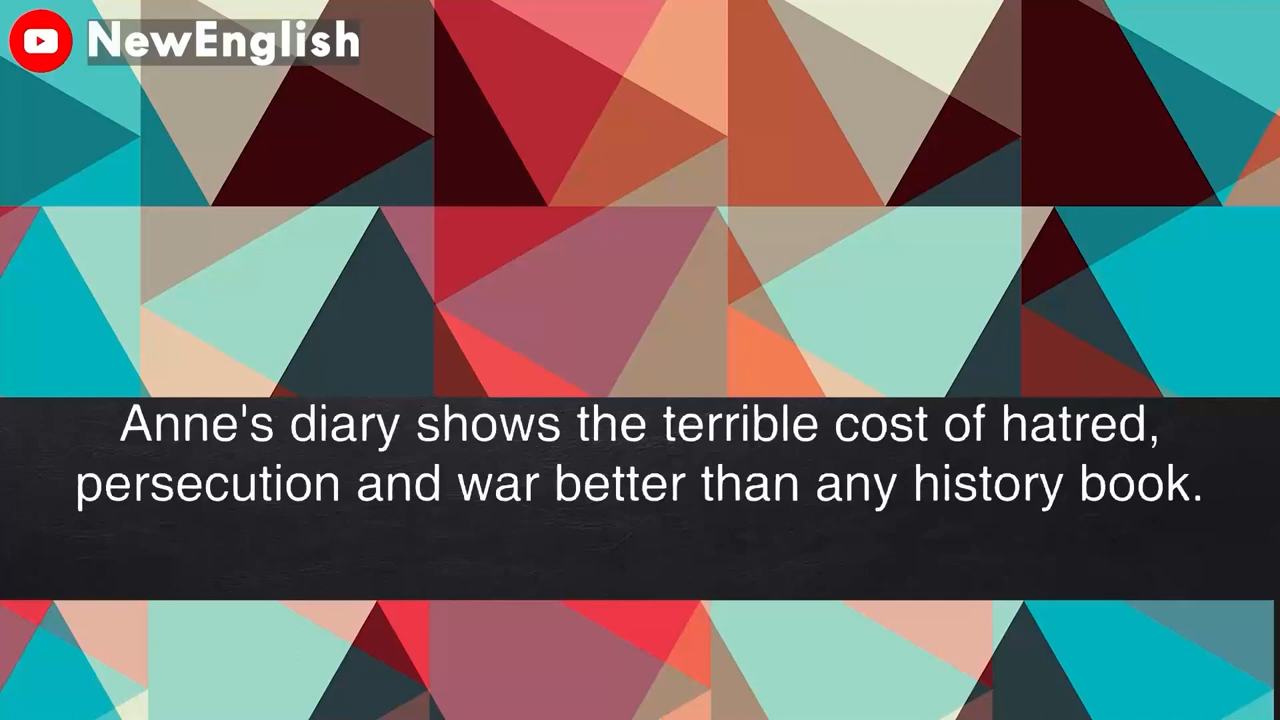 NewEnglish
Anne's diary shows the terrible cost of hatred,
persecution and war better than any history book.